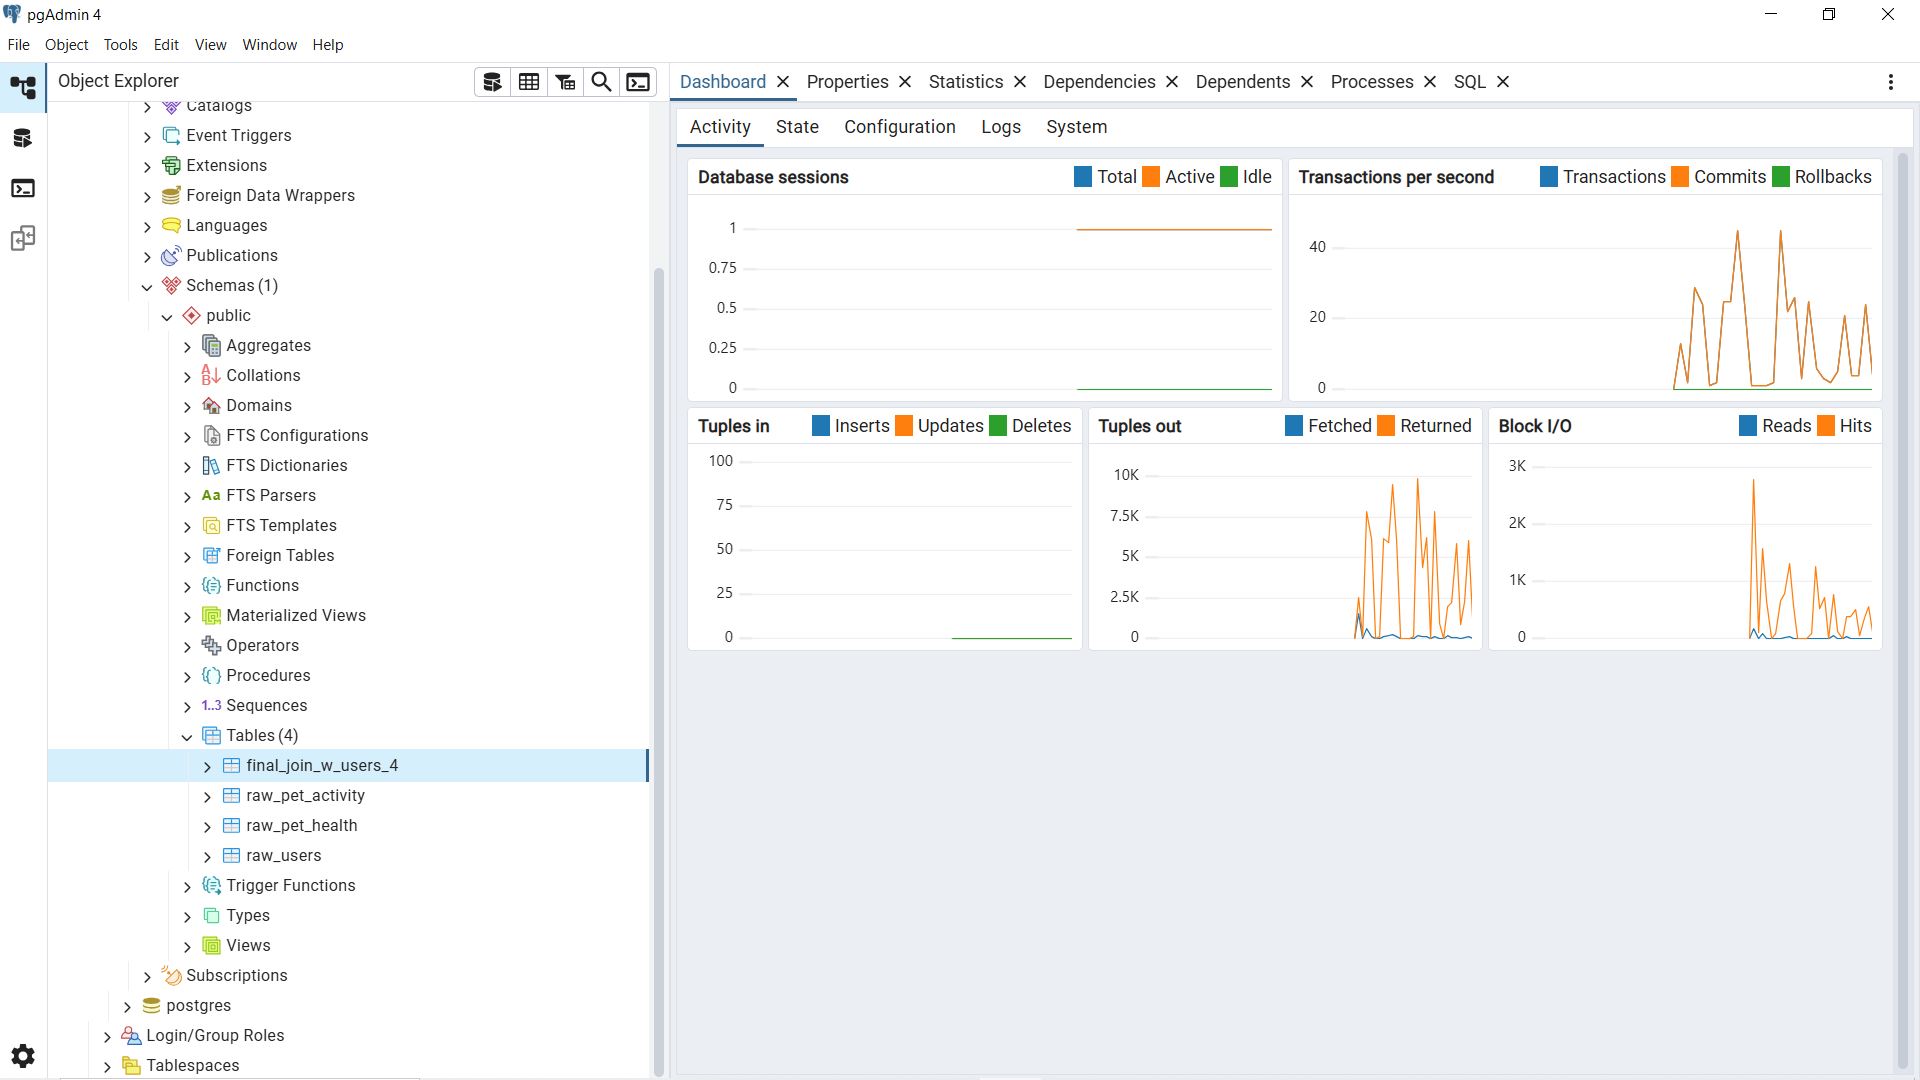 pgAdmin 4
File Object Tools Edit View Window Help
Object Explorer
Catalogs
Event Triggers
Extensions
Foreign Data Wrappers
Languages
Publications
Schemas (1)
public
Aggregates
Collations
Domains
FTS Configurations
FTS Dictionaries
Aa FTS Parsers
FTS Templates
Foreign Tables
Functions
Materialized Views
Operators
Procedures
1..3 Sequences
Tables (4)
final_join_w_users_4
raw_pet_activity
raw_pet_health
raw_users
Trigger Functions
Types
Views
Subscriptions
postgres
Login/Group Roles
Tablespaces
Dashboard Properties Statistics Dependencies Dependents Processes SQL
Activity State Configuration Logs System
Database sessions Total Active Idle
1
0.75
0.5
0.25
0
Transactions per second Transactions Commits Rollbacks
40
20
0
Tuples in Inserts Updates Deletes
100
75
50
25
0
Tuples out Fetched Returned
10K
7.5K
5K
2.5K
0
Block I/O Reads Hits
3K
2K
1K
0